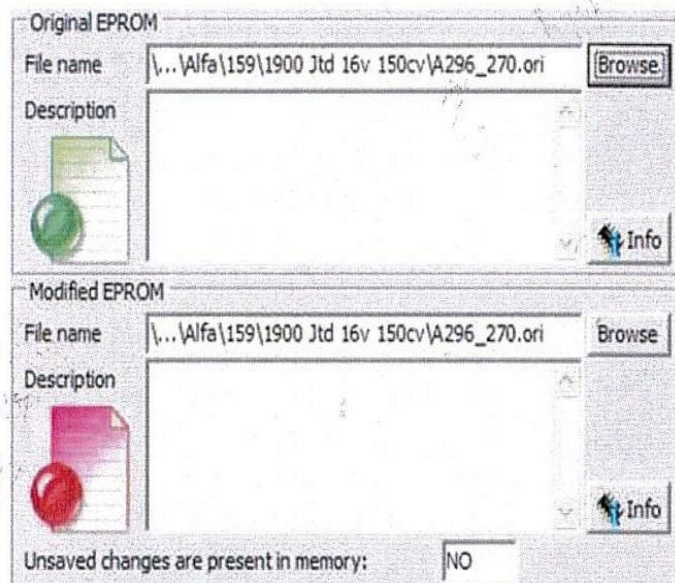 Original EPROM
File name \...\Alfa\159\1900 Jtd 16v 150cv\A296_270.ori Browse
Description
Info
Modified EPROM
File name \...\Alfa\159\1900 Jtd 16v 150cv\A296_270.ori Browse
Description
Info
Unsaved changes are present in memory: NO